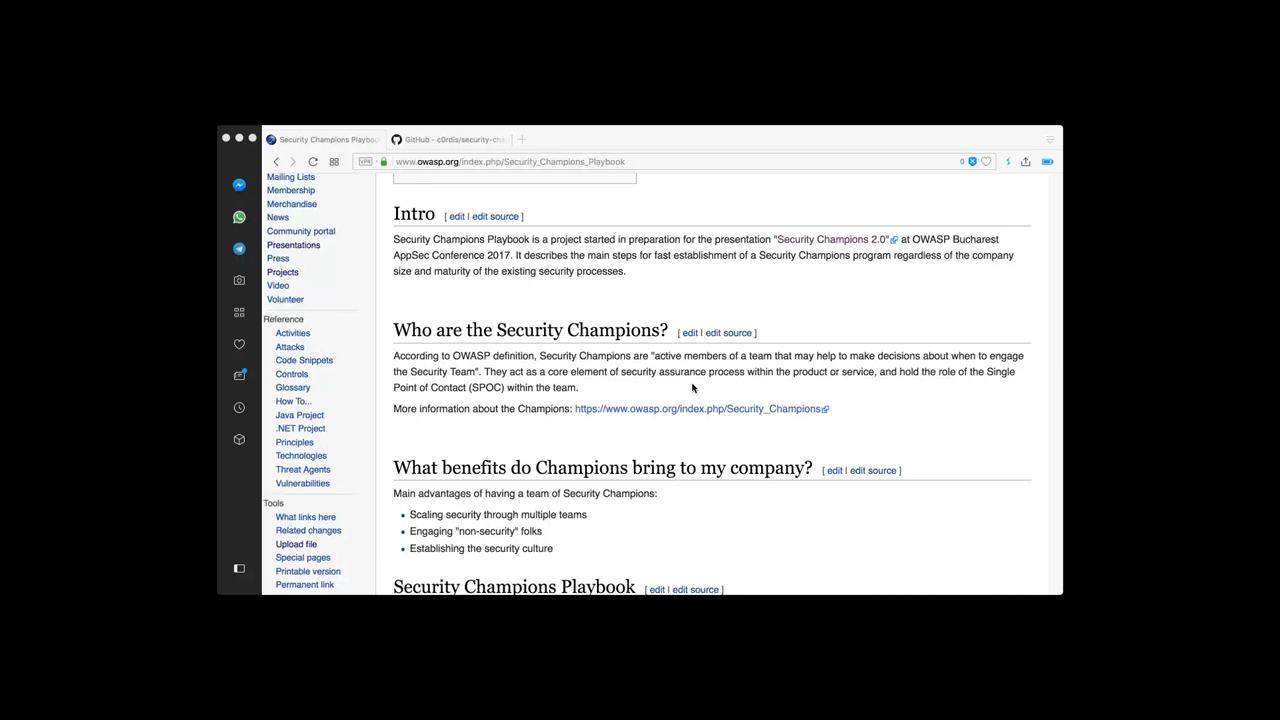 Security Champions Playbo
GitHub - c0rdis/security-cha
VPN
www.owasp.org/index.php/Security_Champions_Playbook
0
Mailing Lists
Membership
Merchandise
News
Community portal
Presentations
Press
Projects
Video
Volunteer
Reference
Activities
Attacks
Code Snippets
Controls
Glossary
How To...
Java Project
.NET Project
Principles
Technologies
Threat Agents
Vulnerabilities
Tools
What links here
Related changes
Upload file
Special pages
Printable version
Permanent link
Intro [ edit | edit source ]
Security Champions Playbook is a project started in preparation for the presentation "Security Champions 2.0" at OWASP Bucharest
AppSec Conference 2017. It describes the main steps for fast establishment of a Security Champions program regardless of the company
size and maturity of the existing security processes.
Who are the Security Champions? [ edit | edit source ]
According to OWASP definition, Security Champions are "active members of a team that may help to make decisions about when to engage
the Security Team". They act as a core element of security assurance process within the product or service, and hold the role of the Single
Point of Contact (SPOC) within the team.
More information about the Champions: https://www.owasp.org/index.php/Security_Champions
What benefits do Champions bring to my company? [ edit | edit source ]
Main advantages of having a team of Security Champions:
• Scaling security through multiple teams
• Engaging "non-security" folks
• Establishing the security culture
Security Champions Playbook [ edit | edit source ]